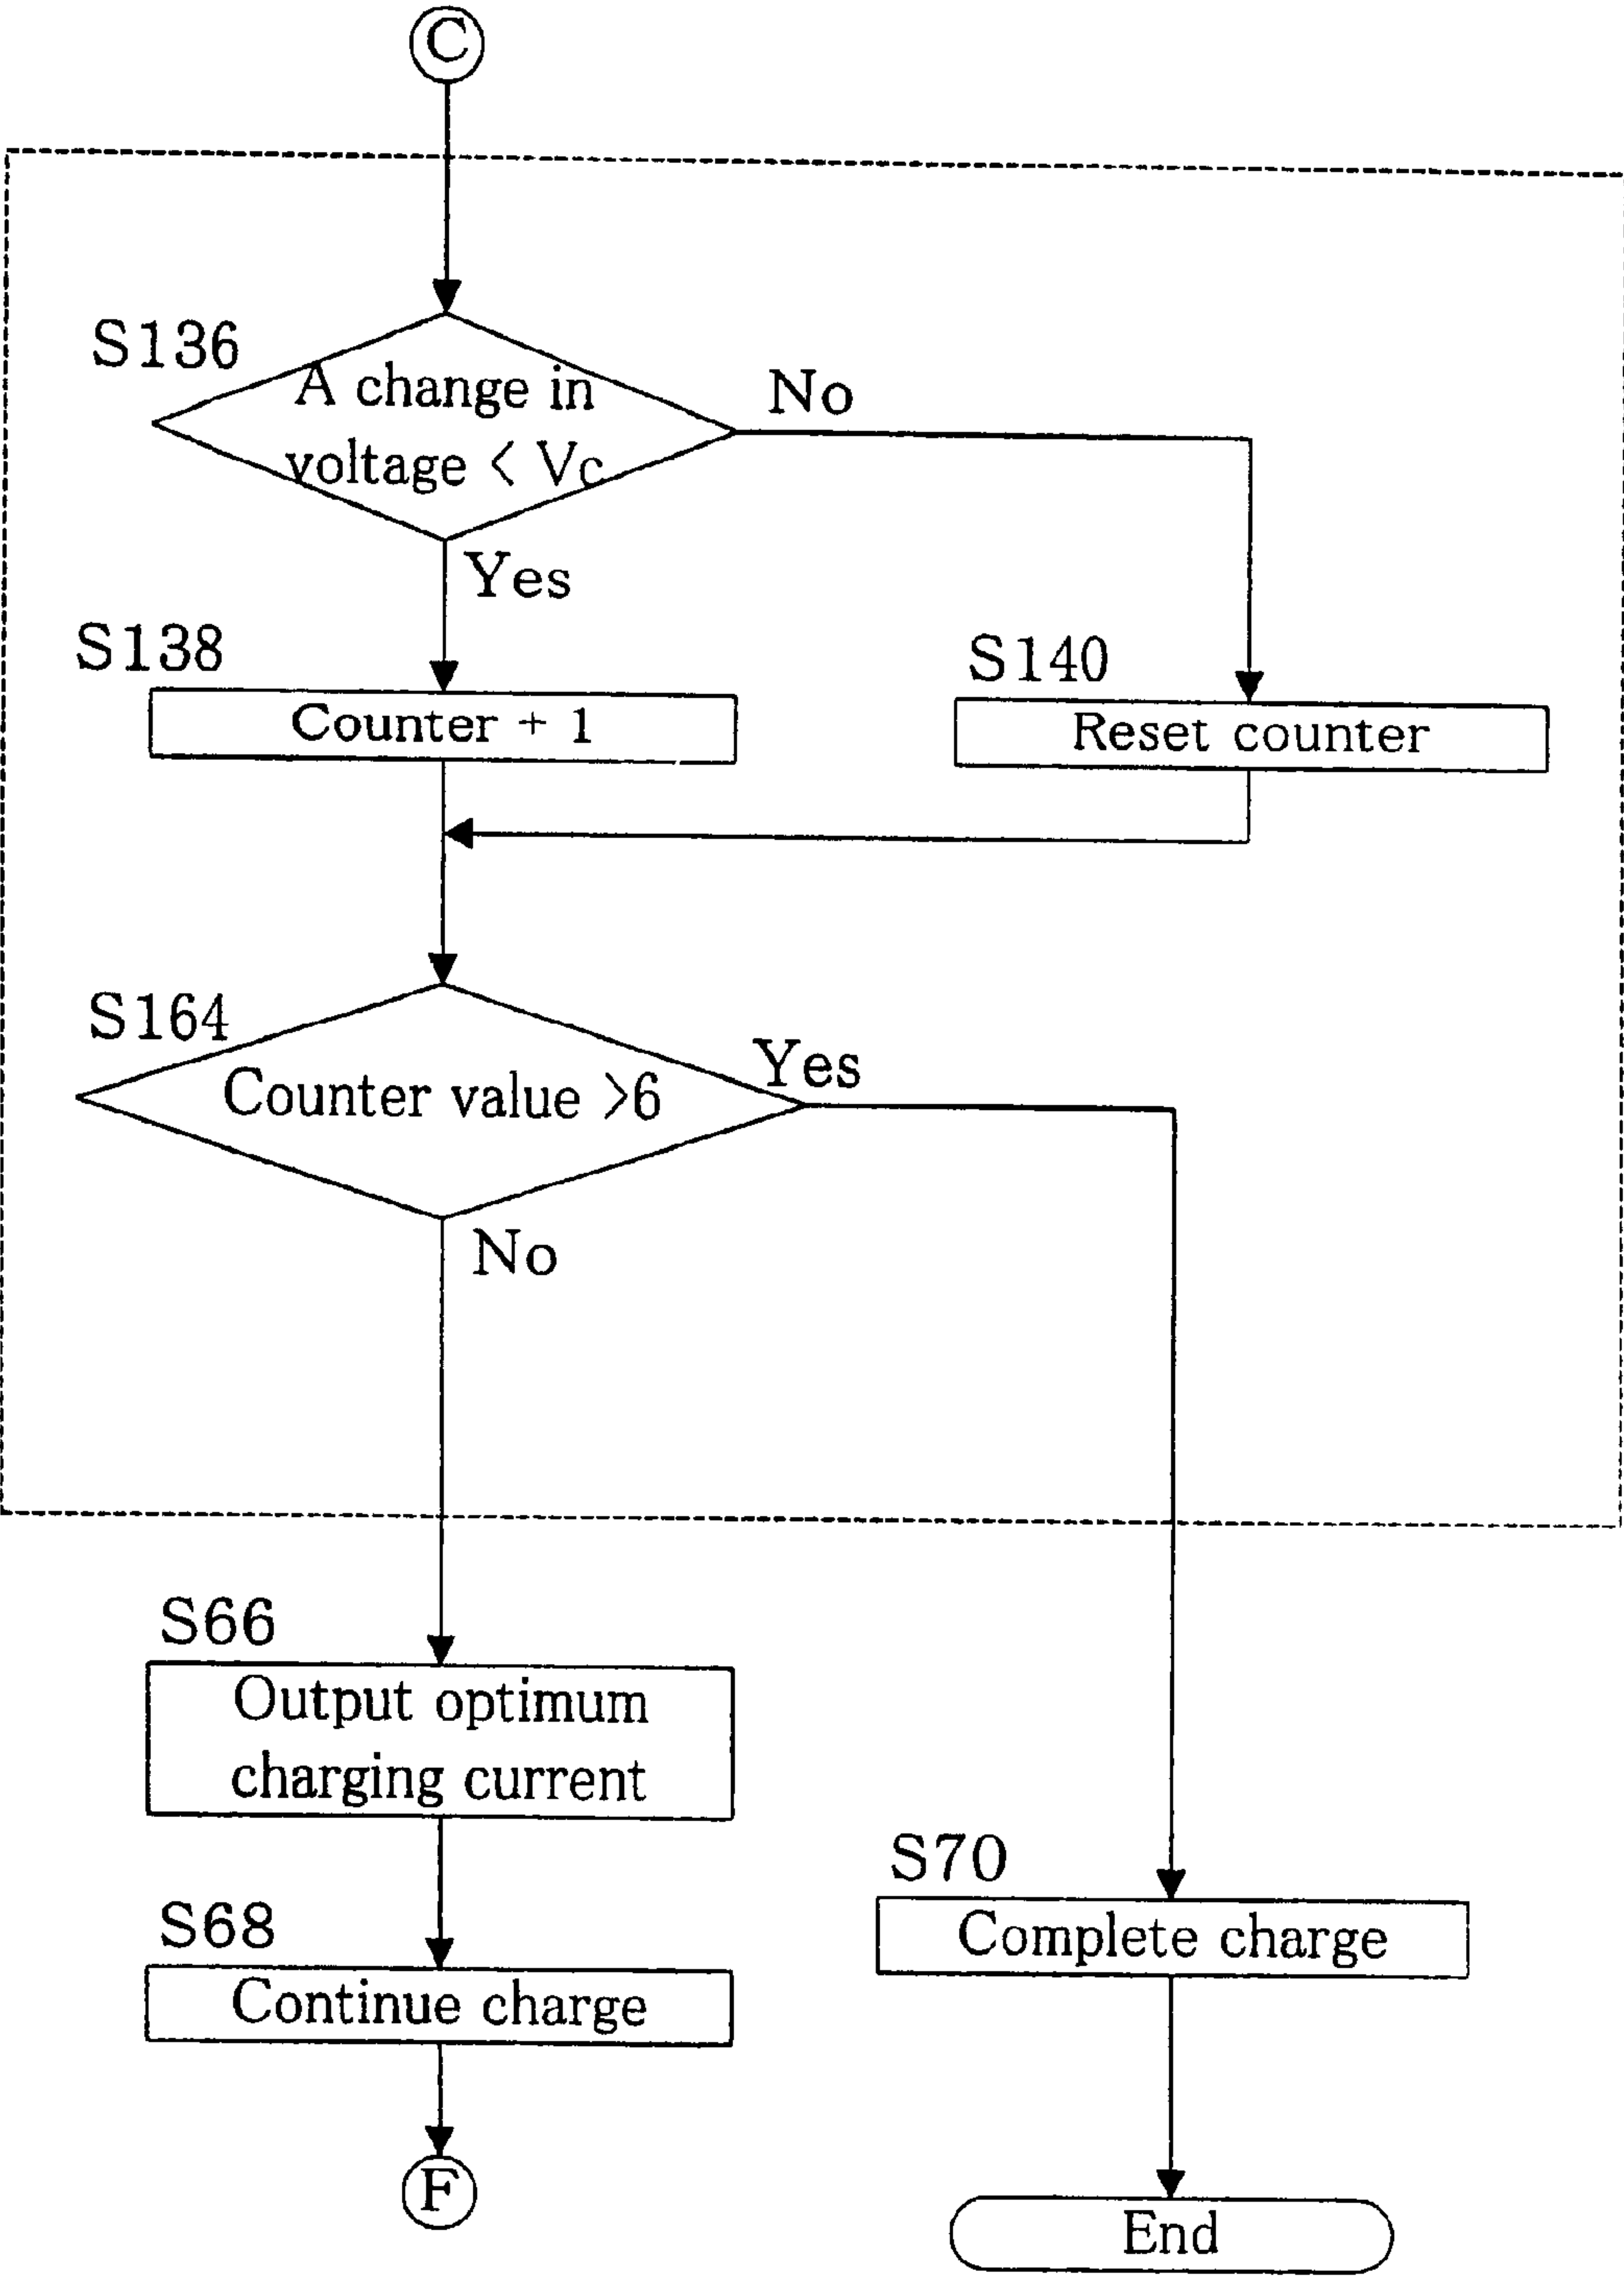 C
S136
A change in
voltage < Vc
No
Yes
S138
Counter + 1
S140
Reset counter
S164
Counter value >6
Yes
No
S66
Output optimum
charging current
S68
Continue charge
S70
Complete charge
F
End